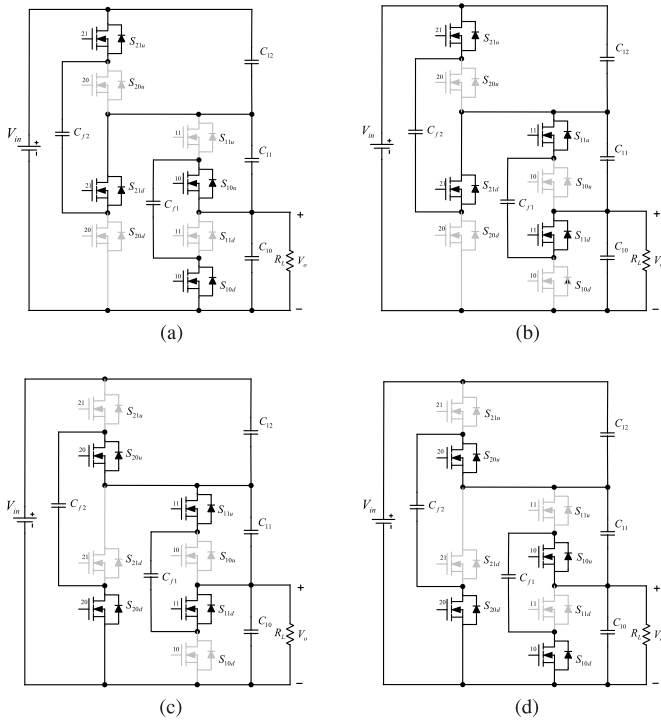 21
S21u
20
S20u
C12
Vin
+
-
Cf2
11
S11u
C11
21
S21d
10
S10u
Cf1
20
S20d
11
S11d
+
C10
RL
Vo
10
S10d
−
(a)
21
S21u
20
S20u
C12
Vin
+
-
Cf2
11
S11u
C11
21
S21d
10
S10u
Cf1
20
S20d
11
S11d
+
C10
RL
Vo
10
S10d
−
(b)
21
S21u
20
S20u
C12
Vin
+
-
Cf2
11
S11u
C11
21
S21d
10
S10u
Cf1
20
S20d
11
S11d
+
C10
RL
Vo
10
S10d
−
(c)
21
S21u
20
S20u
C12
Vin
+
-
Cf2
11
S11u
C11
21
S21d
10
S10u
Cf1
20
S20d
11
S11d
+
C10
RL
Vo
10
S10d
−
(d)